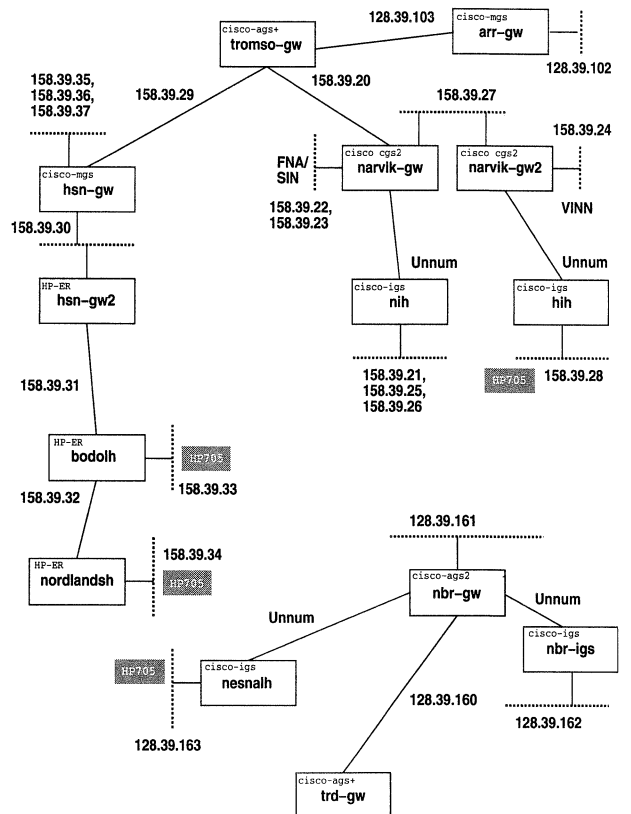 128.39.103
cisco-ags+
tromso-gw
cisco-mgs
arr-gw
128.39.102
158.39.35,
158.39.36,
158.39.37
158.39.29
158.39.20
158.39.27
158.39.24
cisco-mgs
hsn-gw
FNA/
SIN
cisco cgs2
narvik-gw
cisco cgs2
narvik-gw2
158.39.22,
158.39.23
VINN
158.39.30
Unnum
Unnum
HP-ER
hsn-gw2
cisco-igs
nih
cisco-igs
hih
158.39.31
158.39.21,
158.39.25,
158.39.26
HP705
158.39.28
HP-ER
bodolh
HP705
158.39.33
158.39.32
128.39.161
158.39.34
HP-ER
nordlandsh
HP705
cisco-ags2
nbr-gw
Unnum
Unnum
cisco-igs
nbr-igs
HP705
cisco-igs
nesnalh
128.39.160
128.39.162
128.39.163
cisco-ags+
trd-gw